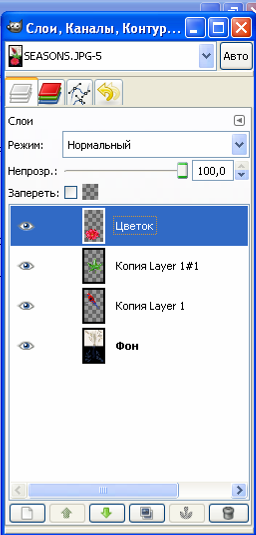 Слои, Каналы, Контур...
SEASONS.JPG-5
Авто
Слои
Режим: Нормальный
Непрозр.: 100,0
Запереть:
Цветок
Копия Layer 1#1
Копия Layer 1
Фон